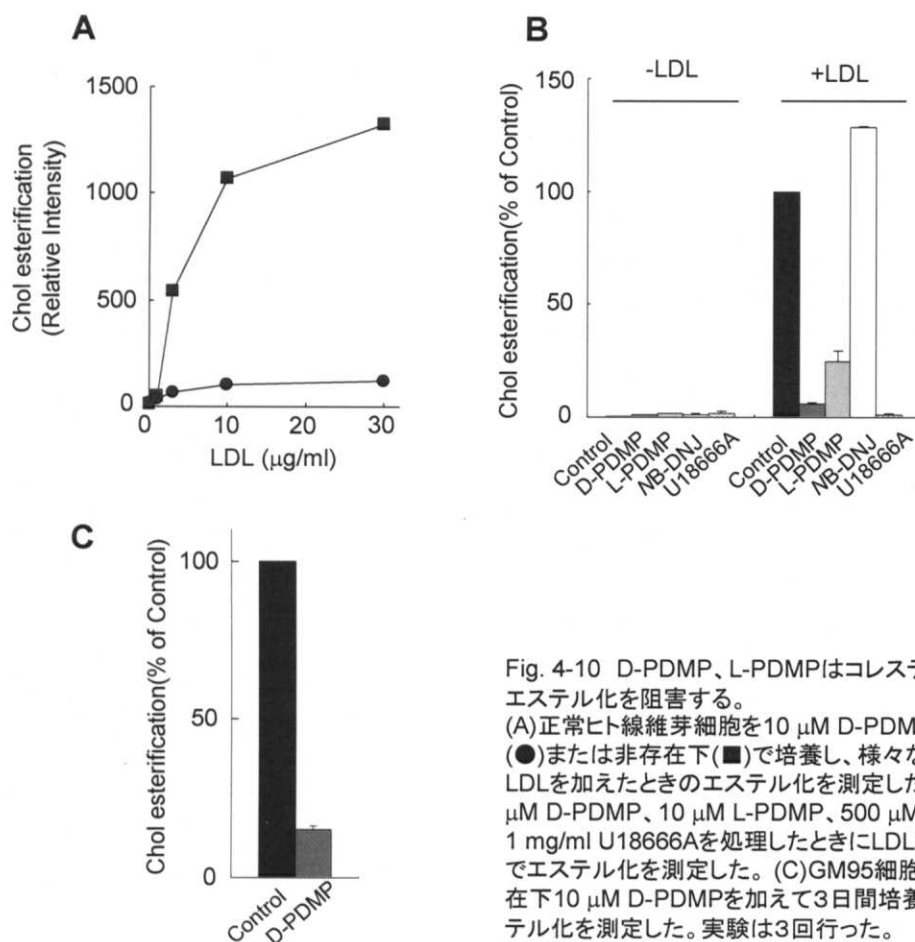 A
Chol esterification
(Relative Intensity)
1500
1000
500
0
0 10 20 30
LDL (μg/ml)
B
Chol esterification(% of Control)
150
100
50
0
-LDL +LDL
Control D-PDMP L-PDMP NB-DNJ U18666A Control D-PDMP L-PDMP NB-DNJ U18666A
C
Chol esterification(% of Control)
100
50
0
Control D-PDMP
Fig. 4-10 D-PDMP、L-PDMPはコレステ
エステル化を阻害する。
(A)正常ヒト線維芽細胞を10 μM D-PDM
(●)または非存在下(■)で培養し、様々な
LDLを加えたときのエステル化を測定した
μM D-PDMP、10 μM L-PDMP、500 μM
1 mg/ml U18666Aを処理したときにLDL
でエステル化を測定した。(C)GM95細胞
在下10 μM D-PDMPを加えて3日間培養
テル化を測定した。実験は3回行った。